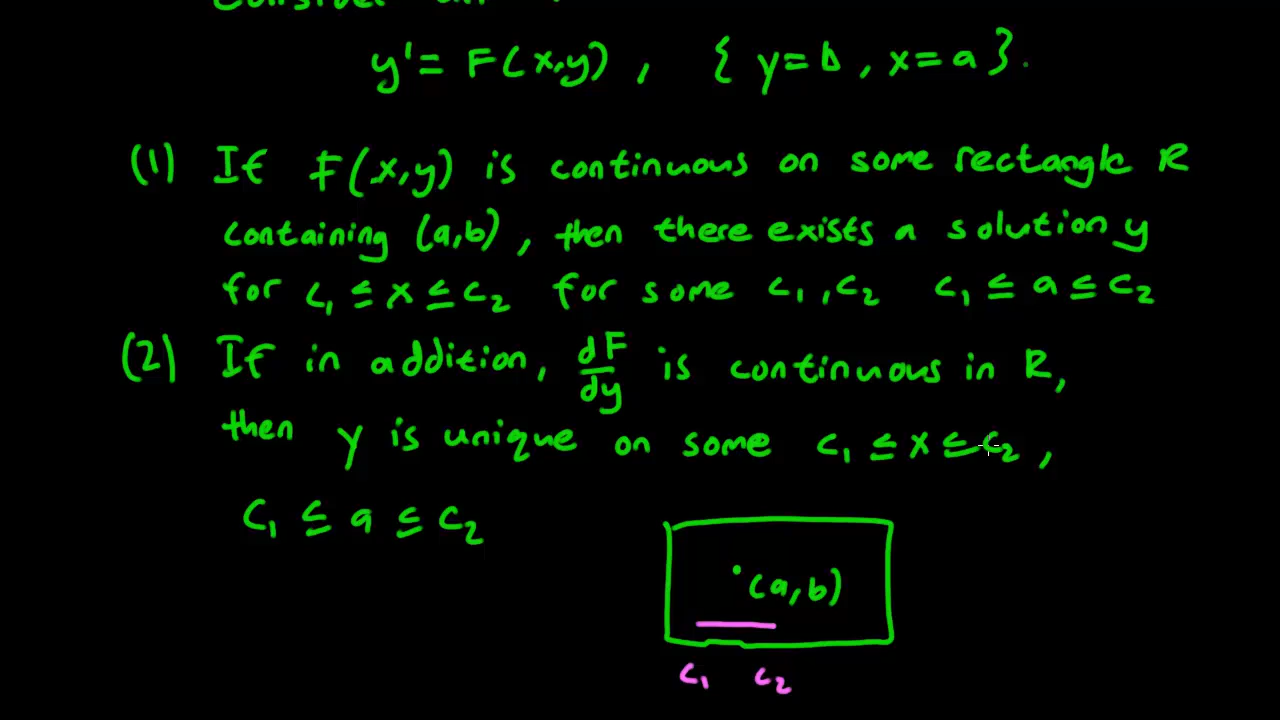 Consider an
y' = F(x,y) , { y=b , x=a }.
(1) If F(x,y) is continuous on some rectangle R
containing (a,b) , then there exists a solution y
for c₁ ≤ x ≤ c₂ for some c₁ , c₂ c₁ ≤ a ≤ c₂
(2) If in addition, dF/dy is continuous in R,
then y is unique on some c₁ ≤ x ≤ c₂ ,
c₁ ≤ a ≤ c₂
(a,b)
c₁ c₂